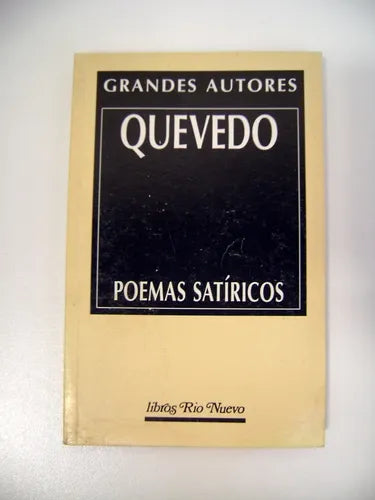 GRANDES AUTORES
QUEVEDO
POEMAS SATÍRICOS
libros Rio Nuevo